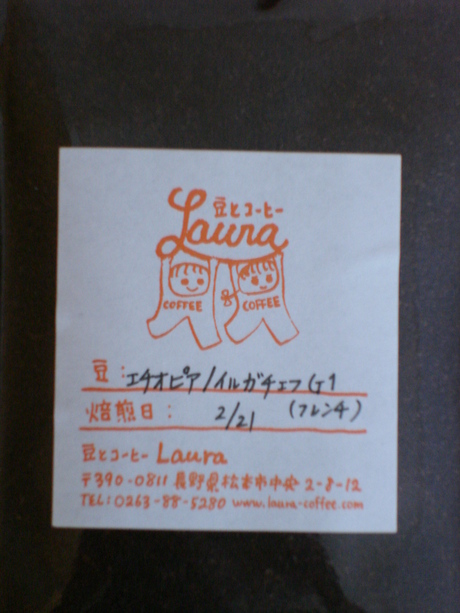 豆とコーヒー
Laura
COFFEE COFFEE
豆:エチオピア/イルガチェフG1
(フレンチ)
焙煎日: 2/21
豆とコーヒー Laura
〒390-0811 長野県松本市中央 2-8-12
TEL:0263-88-5280 www.laura-coffee.com